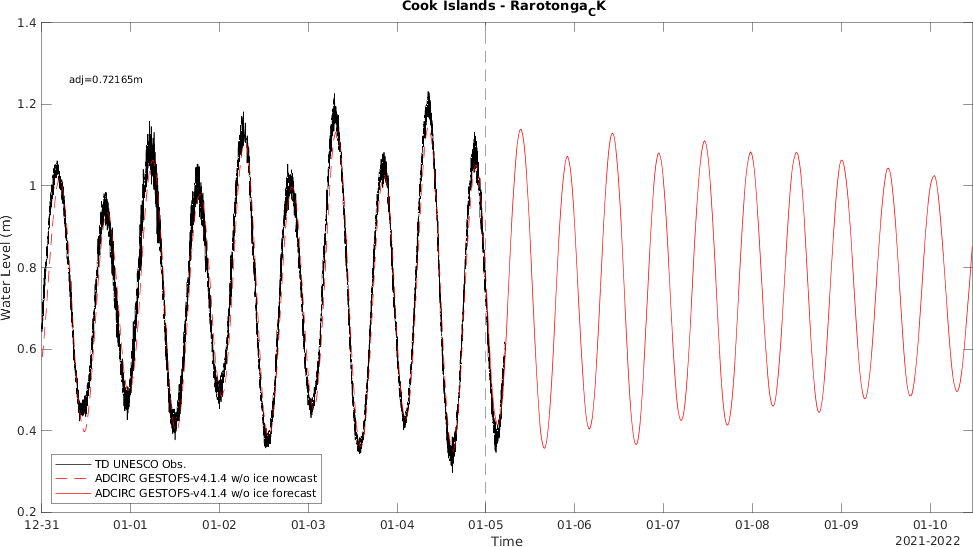 Cook Islands - Rarotonga_CK
1.4
adj=0.72165m
1.2
1
0.8
Water Level (m)
0.6
0.4
TD UNESCO Obs.
ADCIRC GESTOFS-v4.1.4 w/o ice nowcast
ADCIRC GESTOFS-v4.1.4 w/o ice forecast
0.2
12-31 01-01 01-02 01-03 01-04 01-05 01-06 01-07 01-08 01-09 01-10
Time
2021-2022